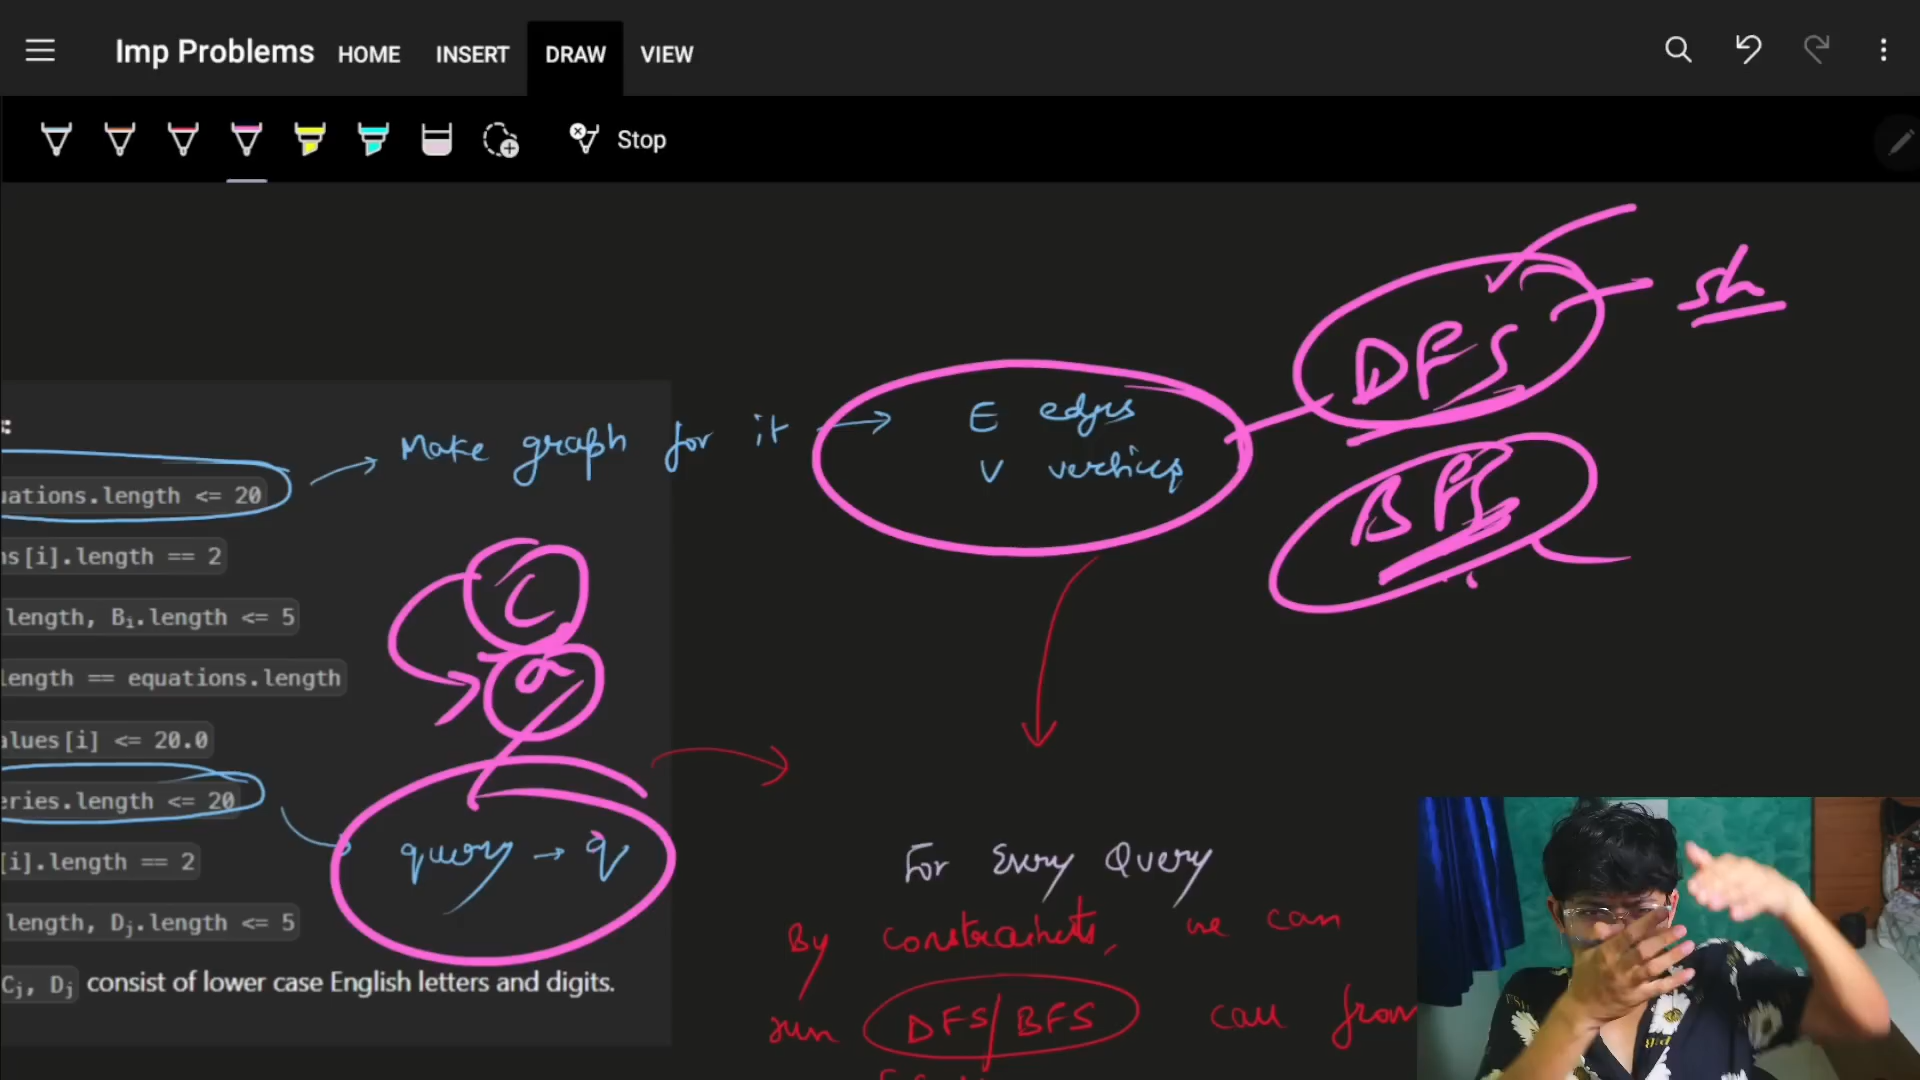 Imp Problems HOME INSERT DRAW VIEW
Stop
sh
DFS
E edges
V vertices
Make graph for it
BFS
:
uations.length <= 20
ns[i].length == 2
C
length, Bi.length <= 5
length == equations.length
a
alues[i] <= 20.0
eries.length <= 20
query → q
[i].length == 2
For Every Query
length, Dj.length <= 5
By constraints, we can
Cj, Dj consist of lower case English letters and digits.
run DFS/BFS call from